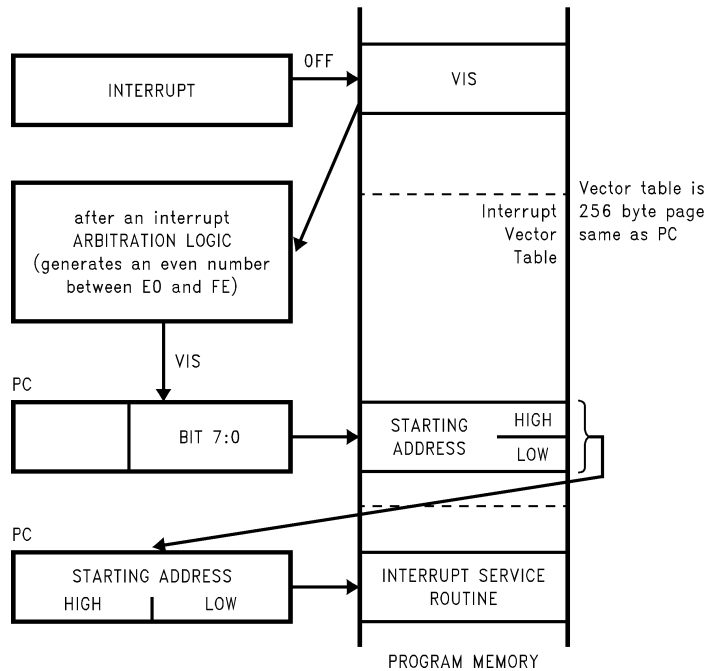 OFF
INTERRUPT
VIS
after an interrupt
ARBITRATION LOGIC
(generates an even number
between E0 and FE)
Interrupt
Vector
Table
Vector table is
256 byte page
same as PC
VIS
PC
BIT 7:0
STARTING
ADDRESS
HIGH
LOW
PC
STARTING ADDRESS
HIGH
LOW
INTERRUPT SERVICE
ROUTINE
PROGRAM MEMORY